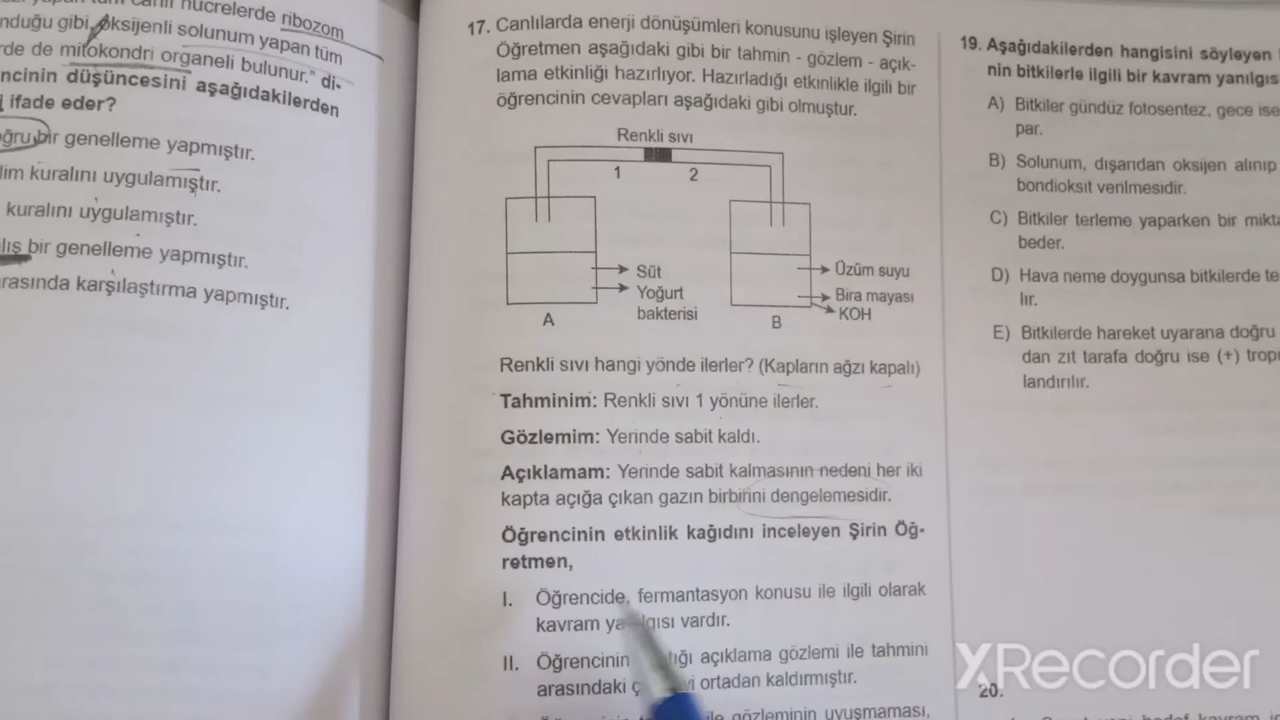 hücrelerde ribozom
nduğu gibi, oksijenli solunum yapan tüm
rde de mitokondri organeli bulunur." di-
ncinin düşüncesini aşağıdakilerden
i ifade eder?
ğru bir genelleme yapmıştır.
lim kuralını uygulamıştır.
kuralını uygulamıştır.
lış bir genelleme yapmıştır.
rasında karşılaştırma yapmıştır.
17. Canlılarda enerji dönüşümleri konusunu işleyen Şirin
Öğretmen aşağıdaki gibi bir tahmin - gözlem - açık-
lama etkinliği hazırlıyor. Hazırladığı etkinlikle ilgili bir
öğrencinin cevapları aşağıdaki gibi olmuştur.
Renkli sıvı
1 2
Süt
Yoğurt
bakterisi
A
Üzüm suyu
Bira mayası
KOH
B
Renkli sıvı hangi yönde ilerler? (Kapların ağzı kapalı)
Tahminim: Renkli sıvı 1 yönüne ilerler.
Gözlemim: Yerinde sabit kaldı.
Açıklamam: Yerinde sabit kalmasının nedeni her iki
kapta açığa çıkan gazın birbirini dengelemesidir.
Öğrencinin etkinlik kağıdını inceleyen Şirin Öğ-
retmen,
I. Öğrencide, fermantasyon konusu ile ilgili olarak
kavram vardır.
II. Öğrencinin açıklama gözlemi ile tahmini
arasındaki ortadan kaldırmıştır.
ile gözleminin uyuşmaması,
19. Aşağıdakilerden hangisini söyleyen
nin bitkilerle ilgili bir kavram yanılgıs
A) Bitkiler gündüz fotosentez, gece ise
par.
B) Solunum, dışarıdan oksijen alınıp
bondioksit verilmesidir.
C) Bitkiler terleme yaparken bir mikta
beder.
D) Hava neme doygunsa bitkilerde te
lır.
E) Bitkilerde hareket uyarana doğru
dan zıt tarafa doğru ise (+) tropi
landırılır.
XRecorder
20.